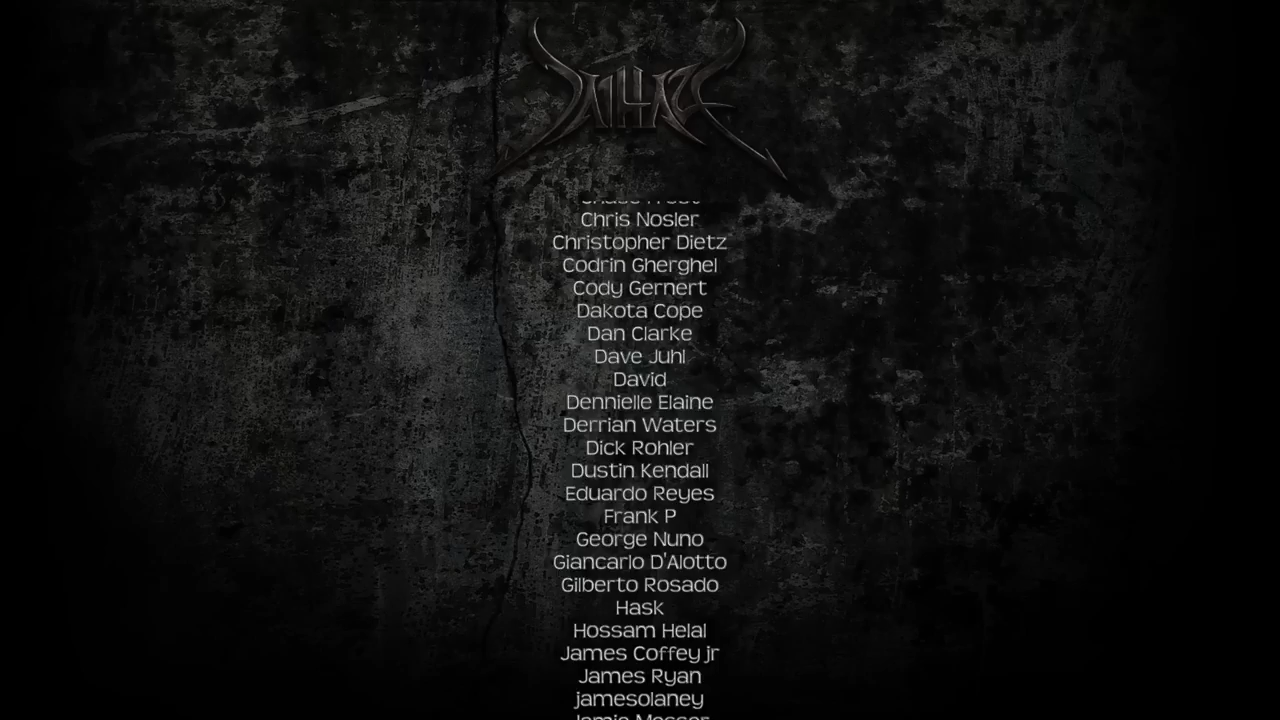 Chris Nosler
Christopher Dietz
Codrin Gherghel
Cody Gernert
Dakota Cope
Dan Clarke
Dave Juhl
David
Dennielle Elaine
Derrian Waters
Dick Rohler
Dustin Kendall
Eduardo Reyes
Frank P
George Nuno
Giancarlo D'Alotto
Gilberto Rosado
Hask
Hossam Helal
James Coffey jr
James Ryan
jamesolaney